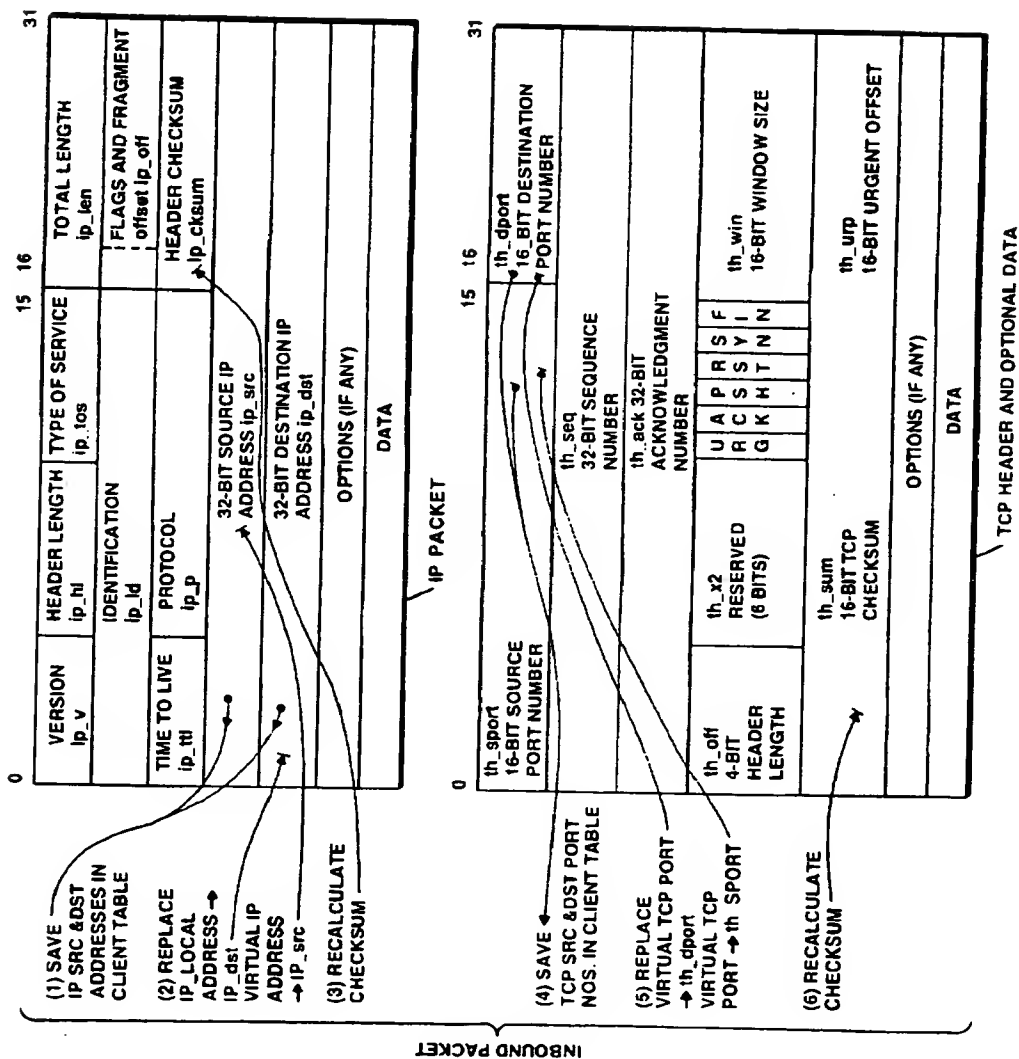 INBOUND PACKET
(1) SAVE
IP SRC &DST
ADDRESSES IN
CLIENT TABLE
(2) REPLACE
IP_LOCAL
ADDRESS →
IP_dst
VIRTUAL IP
ADDRESS
→ IP_src
(3) RECALCULATE
CHECKSUM
0
15
16
31
VERSION
ip_v
HEADER LENGTH
ip_hl
TYPE OF SERVICE
ip_tos
TOTAL LENGTH
ip_len
IDENTIFICATION
ip_id
FLAGS AND FRAGMENT
offset ip_off
TIME TO LIVE
ip_ttl
PROTOCOL
ip_p
HEADER CHECKSUM
ip_cksum
32-BIT SOURCE IP
ADDRESS ip_src
32-BIT DESTINATION IP
ADDRESS ip_dst
OPTIONS (IF ANY)
DATA
IP PACKET
(4) SAVE
TCP SRC &DST PORT
NOS. IN CLIENT TABLE
(5) REPLACE
VIRTUAL TCP PORT
→ th_dport
VIRTUAL TCP
PORT → th SPORT
(6) RECALCULATE
CHECKSUM
0
15
16
31
th_sport
16-BIT SOURCE
PORT NUMBER
th_dport
16_BIT DESTINATION
PORT NUMBER
th_seq
32-BIT SEQUENCE
NUMBER
th_ack 32-BIT
ACKNOWLEDGMENT
NUMBER
th_off
4-BIT
HEADER
LENGTH
th_x2
RESERVED
(6 BITS)
U A P R S F
R C S S Y I
G K H T N N
th_win
16-BIT WINDOW SIZE
th_sum
16-BIT TCP
CHECKSUM
th_urp
16-BIT URGENT OFFSET
OPTIONS (IF ANY)
DATA
TCP HEADER AND OPTIONAL DATA